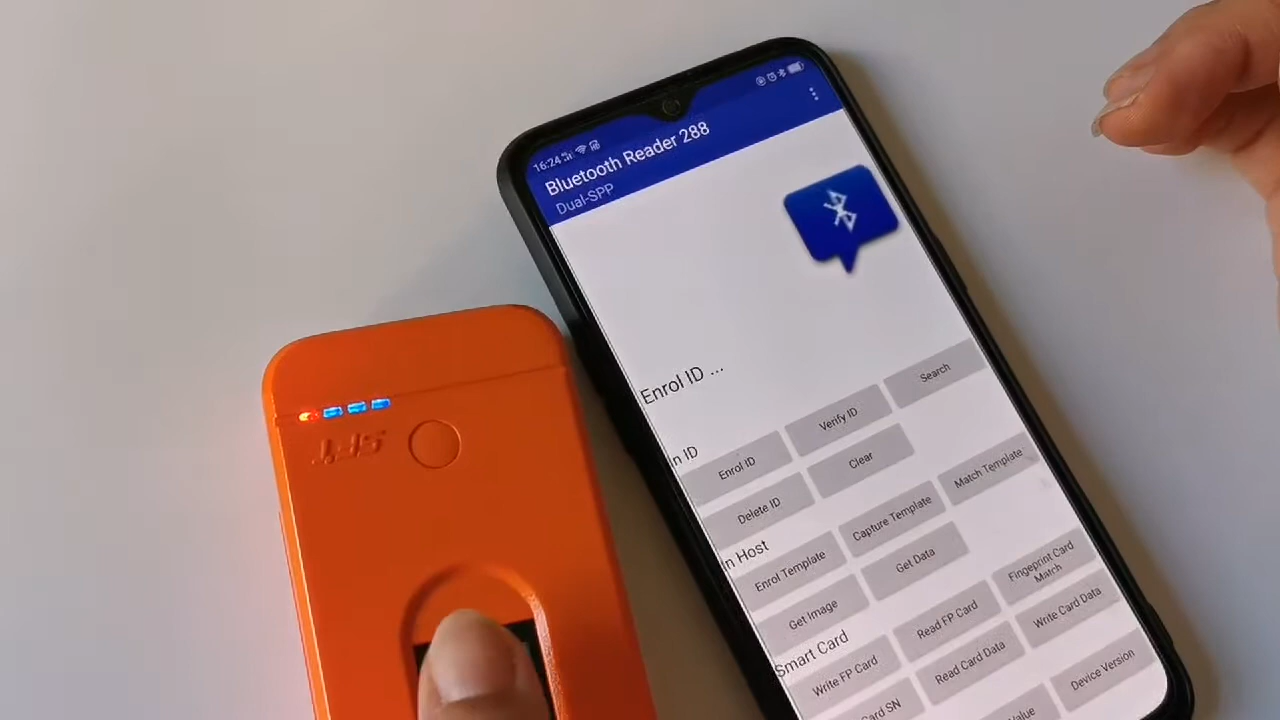 16:24
Bluetooth Reader 288
Dual-SPP
Enrol ID ...
n ID
Enrol ID
Verify ID
Search
Delete ID
Clear
n Host
Enrol Template
Capture Template
Match Template
Get Image
Get Data
Smart Card
Write FP Card
Read FP Card
Fingeprint Card
Match
Card SN
Read Card Data
Write Card Data
Value
Device Version
SFT